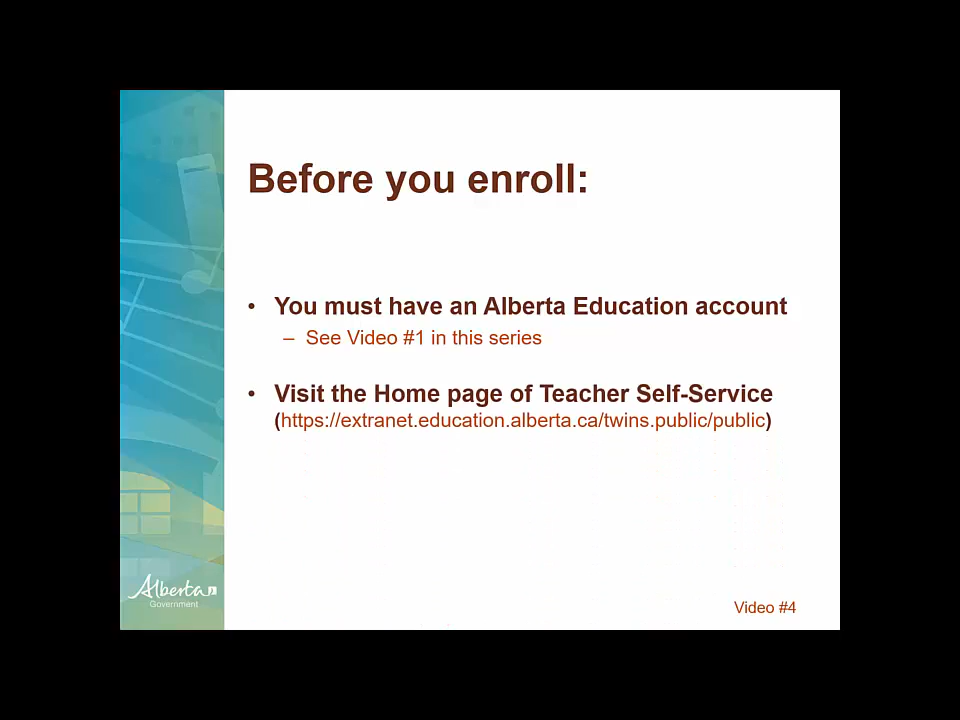 Before you enroll:
• You must have an Alberta Education account
– See Video #1 in this series
• Visit the Home page of Teacher Self-Service
(https://extranet.education.alberta.ca/twins.public/public)
Alberta
Government
Video #4